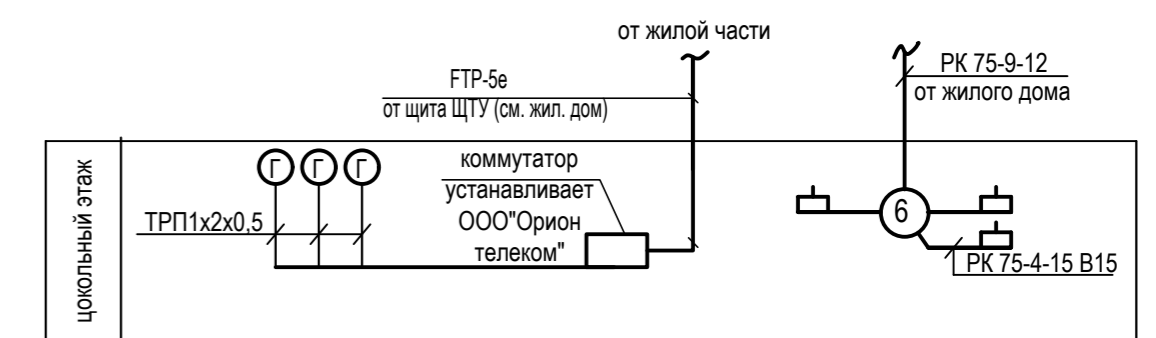 от жилой части
FTP-5е
от щита ЩТУ (см. жил. дом)
РК 75-9-12
от жилого дома
цокольный этаж
Г Г Г
ТРП1х2х0,5
коммутатор
устанавливает
ООО"Орион
телеком"
6
РК 75-4-15 В15